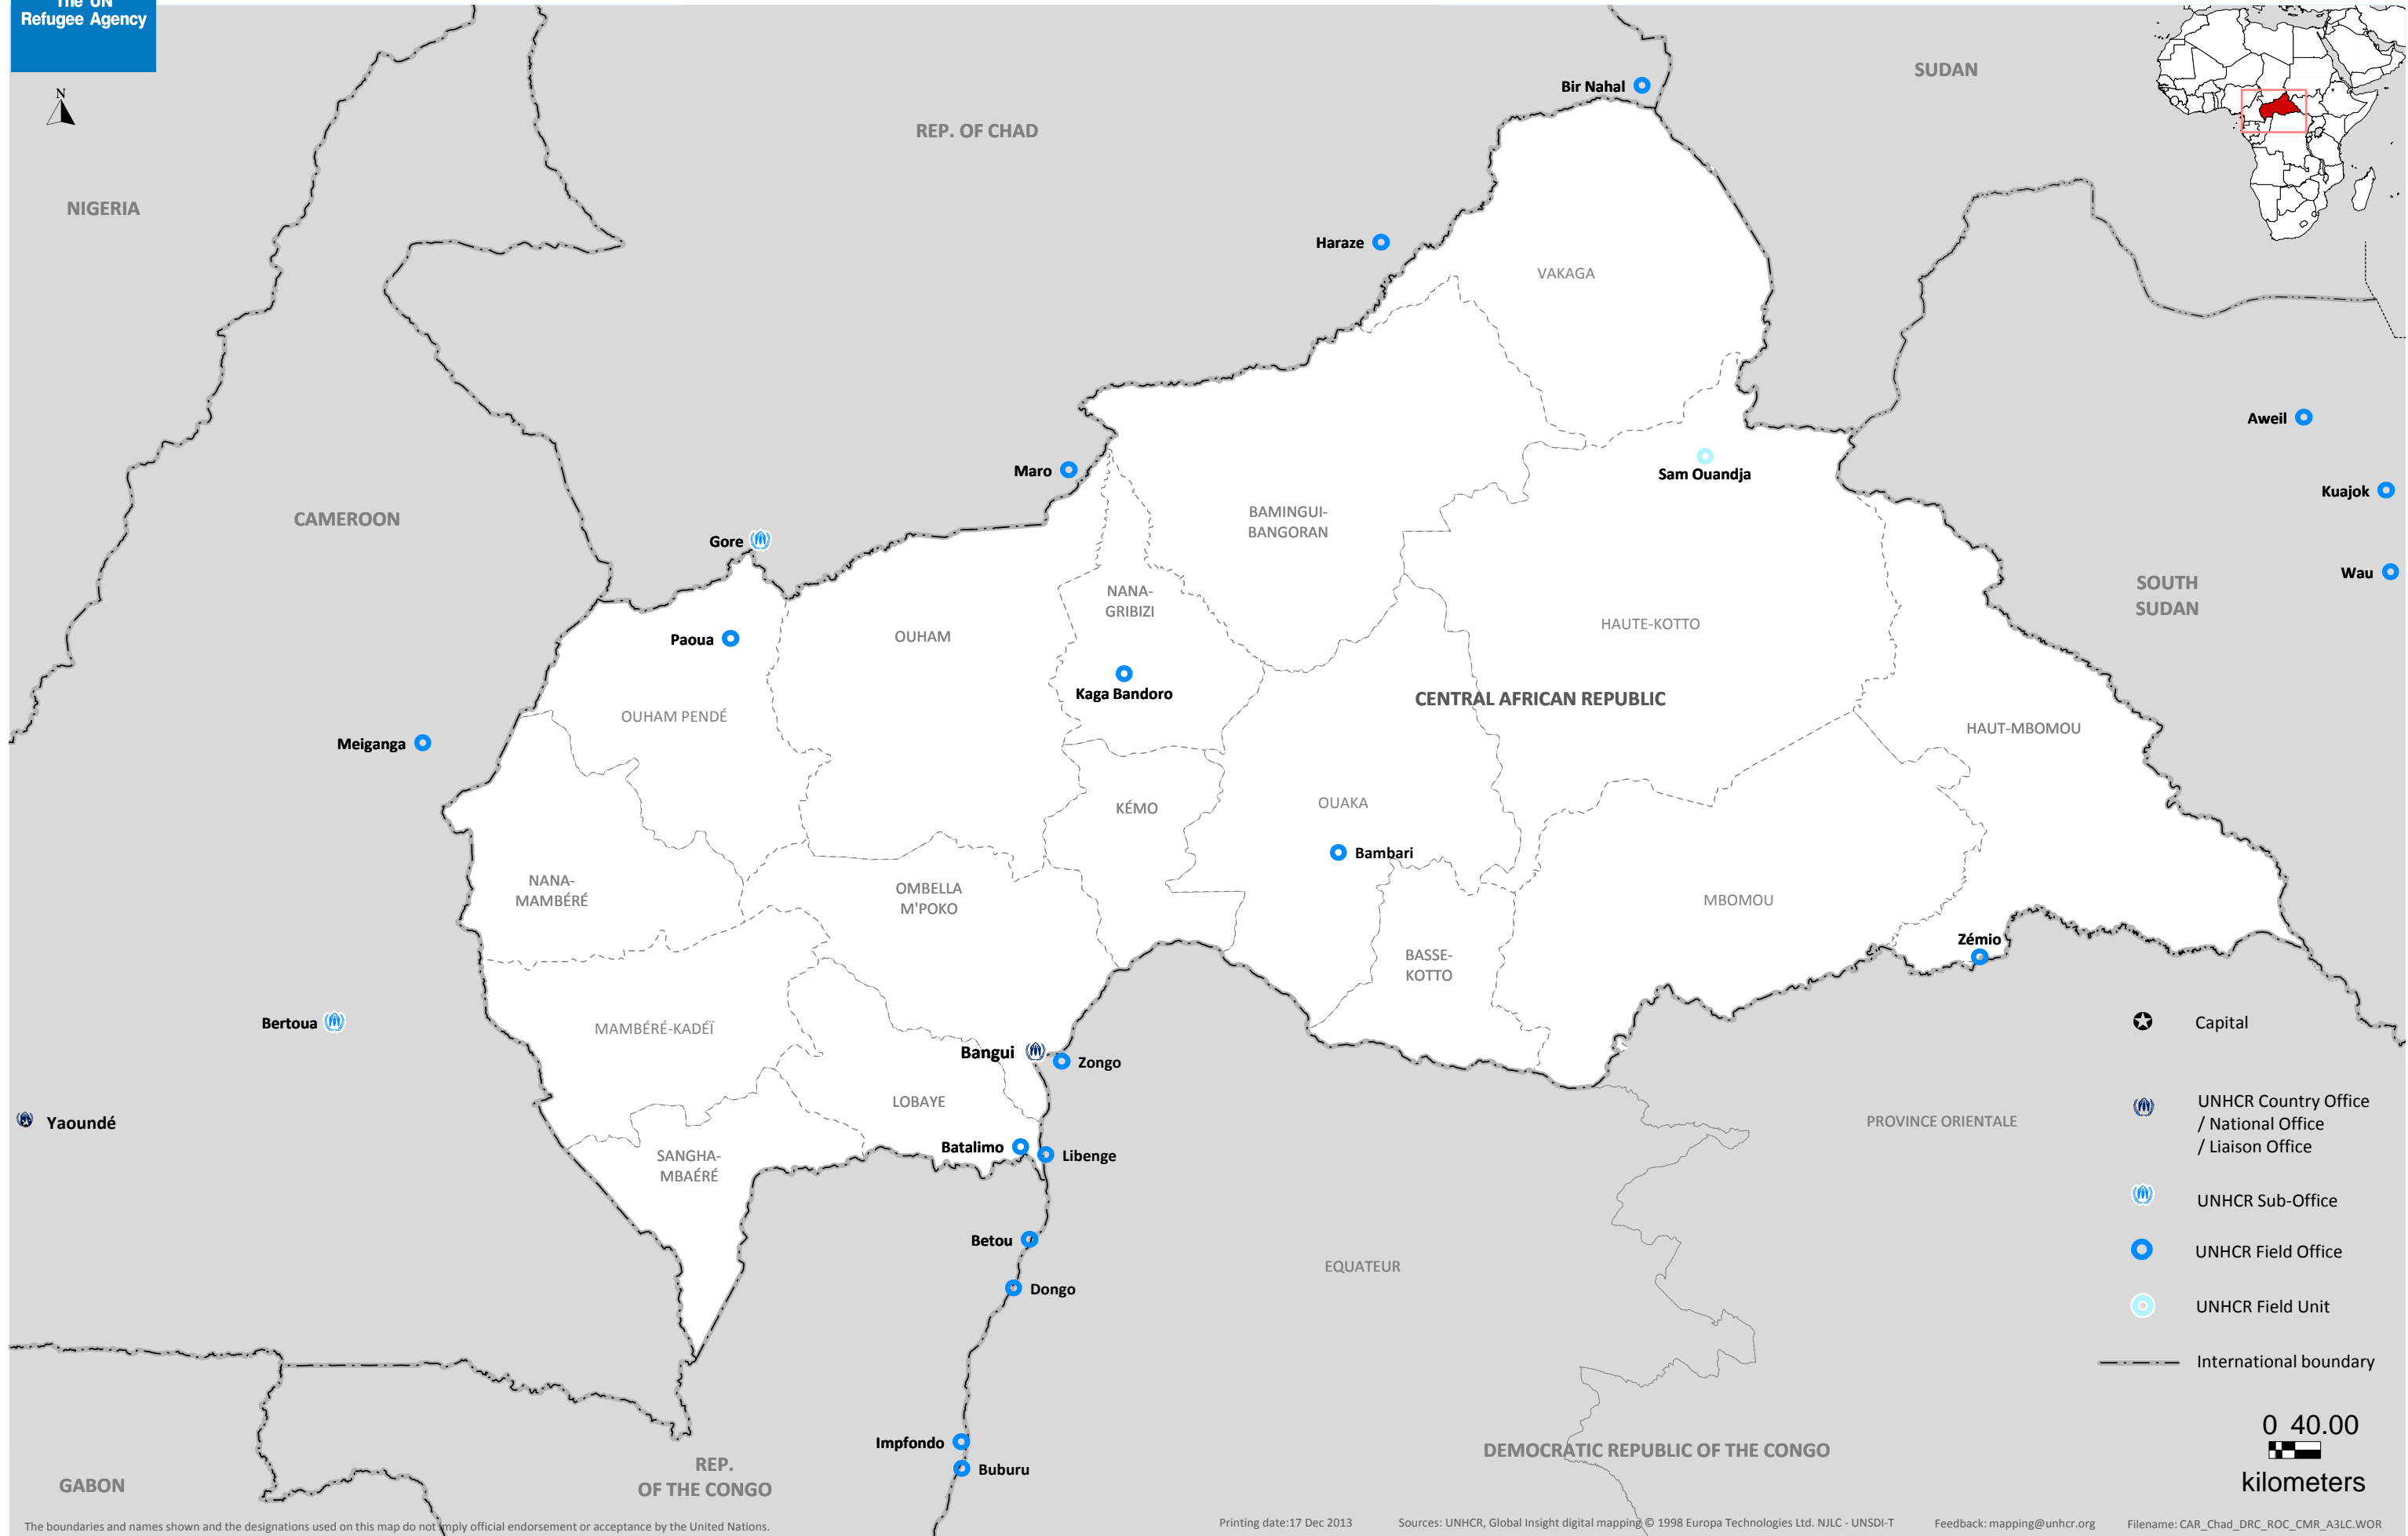 The UN
Refugee Agency
N
NIGERIA
REP. OF CHAD
SUDAN
Bir Nahal
Haraze
VAKAGA
Aweil
Maro
Sam Ouandja
Kuajok
CAMEROON
BAMINGUI-
BANGORAN
Gore
Wau
SOUTH
SUDAN
NANA-
GRIBIZI
HAUTE-KOTTO
Paoua
OUHAM
Kaga Bandoro
CENTRAL AFRICAN REPUBLIC
OUHAM PENDÉ
HAUT-MBOMOU
Meiganga
KÉMO
OUAKA
Bambari
NANA-
MAMBÉRÉ
OMBELLA
M'POKO
MBOMOU
Zémio
BASSE-
KOTTO
Bertoua
MAMBÉRÉ-KADÉÏ
Bangui
Zongo
LOBAYE
Yaoundé
PROVINCE ORIENTALE
Batalimo
Libenge
SANGHA-
MBAÉRÉ
Betou
EQUATEUR
Dongo
Impfondo
Buburu
DEMOCRATIC REPUBLIC OF THE CONGO
REP.
OF THE CONGO
GABON
Capital
UNHCR Country Office
/ National Office
/ Liaison Office
UNHCR Sub-Office
UNHCR Field Office
UNHCR Field Unit
International boundary
0 40.00
kilometers
The boundaries and names shown and the designations used on this map do not imply official endorsement or acceptance by the United Nations.
Printing date:17 Dec 2013
Sources: UNHCR, Global Insight digital mapping © 1998 Europa Technologies Ltd. NJLC - UNSDI-T
Feedback: mapping@unhcr.org
Filename: CAR_Chad_DRC_ROC_CMR_A3LC.WOR